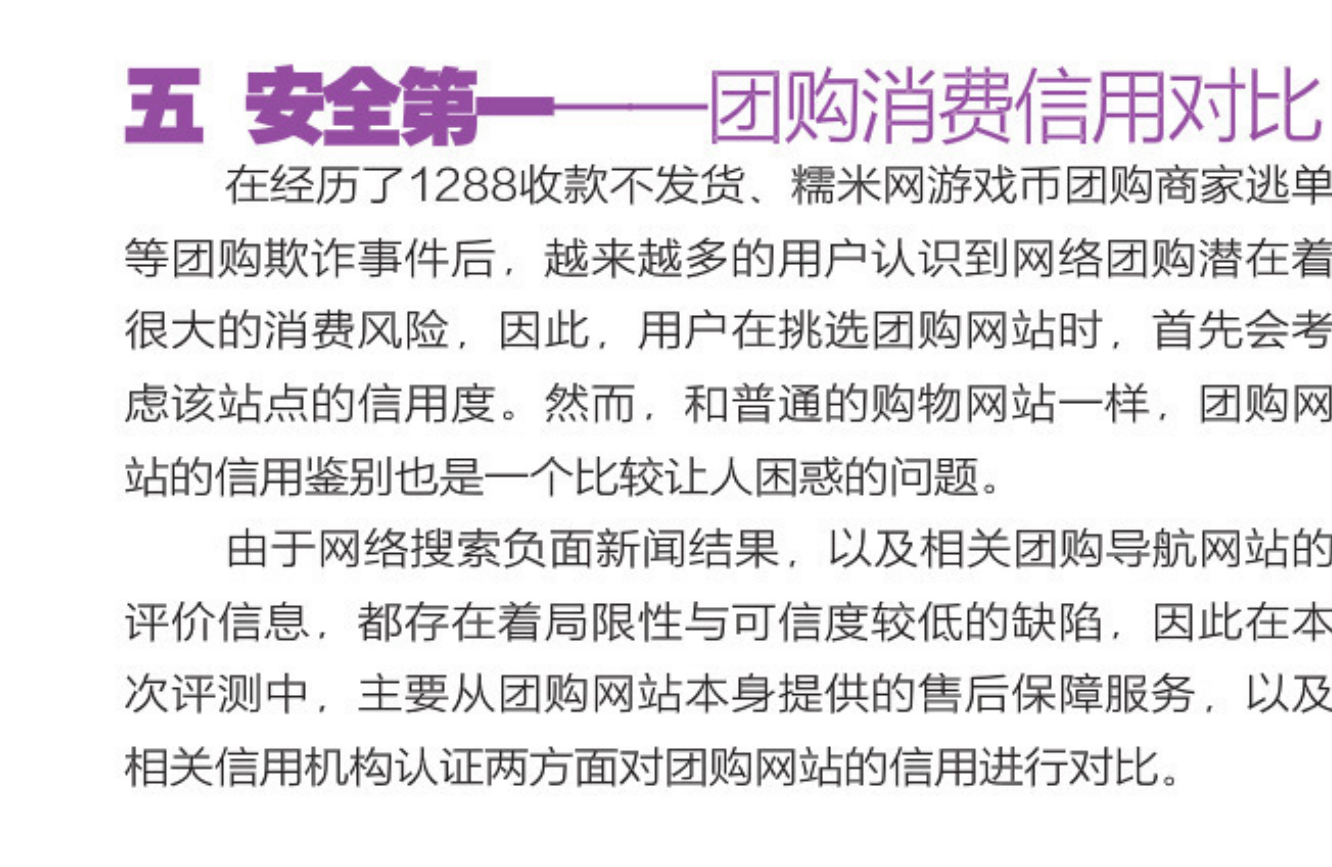 五 安全第一——团购消费信用对比
在经历了1288收款不发货、糯米网游戏币团购商家逃单
等团购欺诈事件后，越来越多的用户认识到网络团购潜在着
很大的消费风险，因此，用户在挑选团购网站时，首先会考
虑该站点的信用度。然而，和普通的购物网站一样，团购网
站的信用鉴别也是一个比较让人困惑的问题。
由于网络搜索负面新闻结果，以及相关团购导航网站的
评价信息，都存在着局限性与可信度较低的缺陷，因此在本
次评测中，主要从团购网站本身提供的售后保障服务，以及
相关信用机构认证两方面对团购网站的信用进行对比。